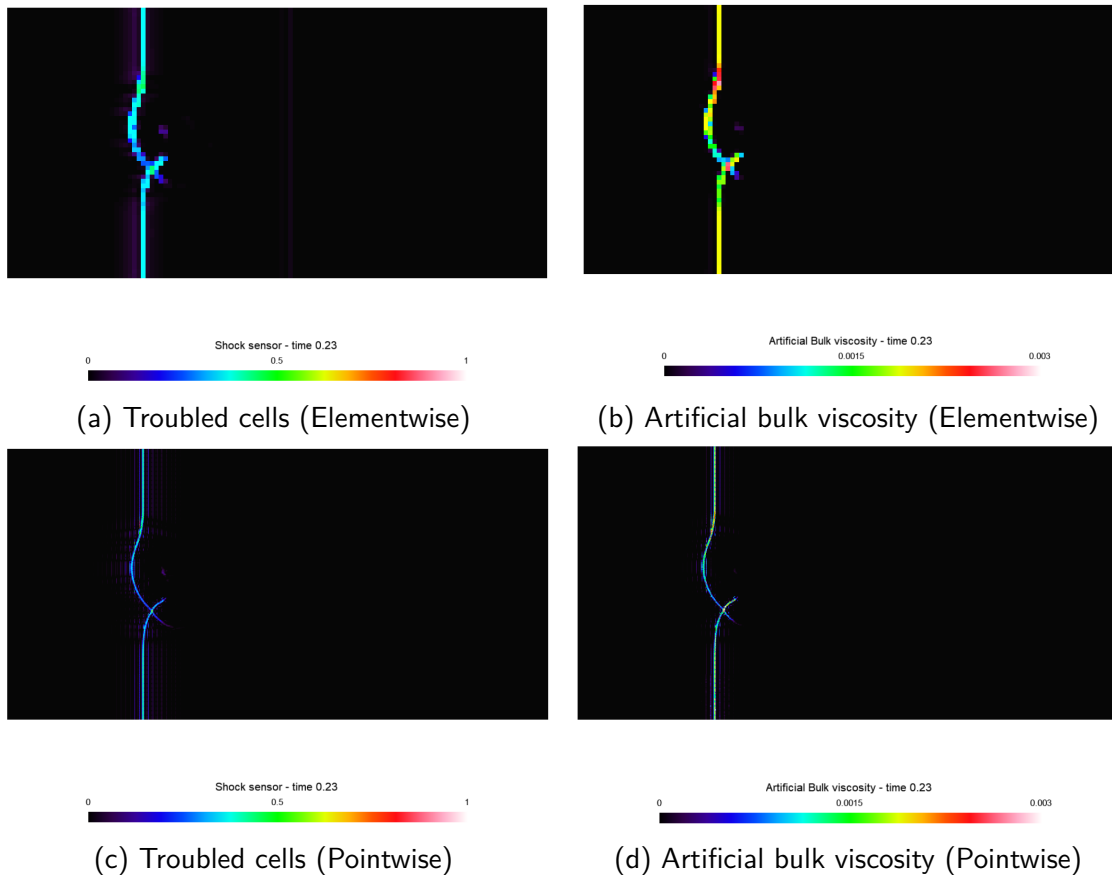 Shock sensor - time 0.23
0 0.5 1
Artificial Bulk viscosity - time 0.23
0 0.0015 0.003
(a) Troubled cells (Elementwise)
(b) Artificial bulk viscosity (Elementwise)
Shock sensor - time 0.23
0 0.5 1
Artificial Bulk viscosity - time 0.23
0 0.0015 0.003
(c) Troubled cells (Pointwise)
(d) Artificial bulk viscosity (Pointwise)